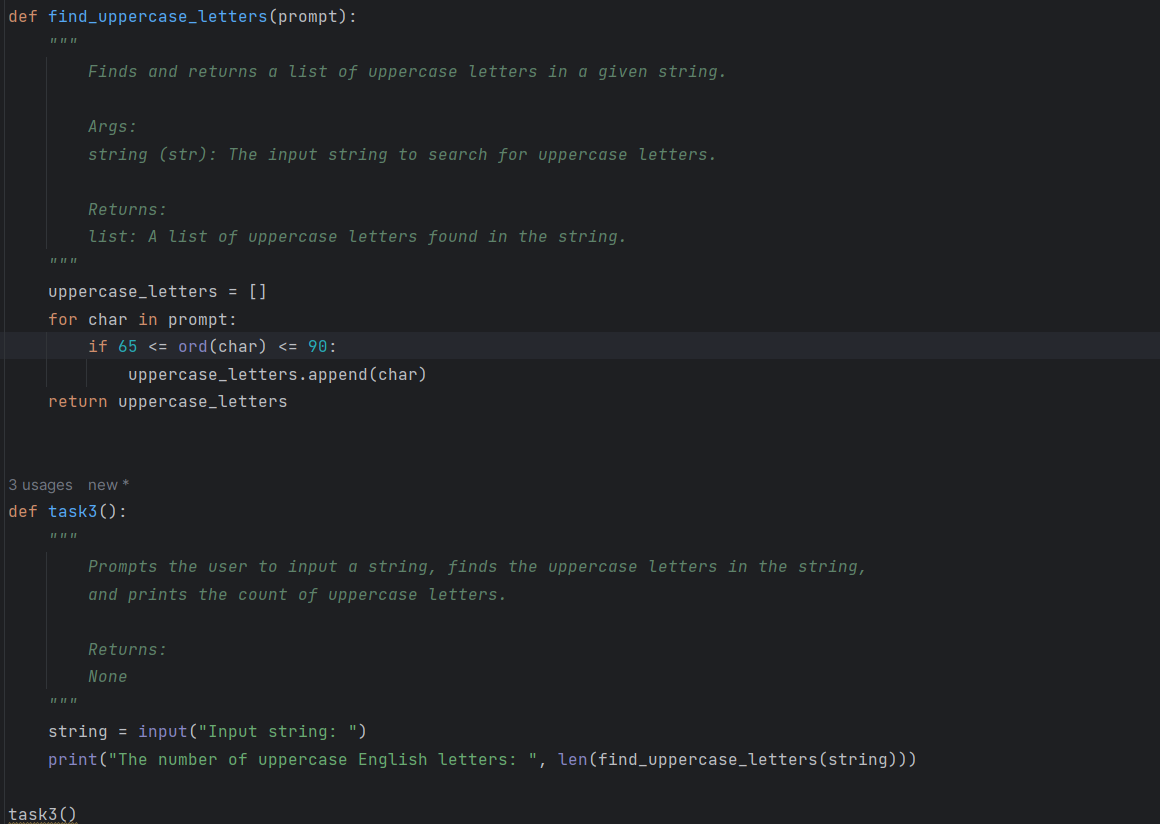 def find_uppercase_letters(prompt):
    """
        Finds and returns a list of uppercase letters in a given string.

        Args:
        string (str): The input string to search for uppercase letters.

        Returns:
        list: A list of uppercase letters found in the string.
    """
    uppercase_letters = []
    for char in prompt:
        if 65 <= ord(char) <= 90:
            uppercase_letters.append(char)
    return uppercase_letters


3 usages   new *
def task3():
    """
        Prompts the user to input a string, finds the uppercase letters in the string,
        and prints the count of uppercase letters.

        Returns:
        None
    """
    string = input("Input string: ")
    print("The number of uppercase English letters: ", len(find_uppercase_letters(string)))

task3()